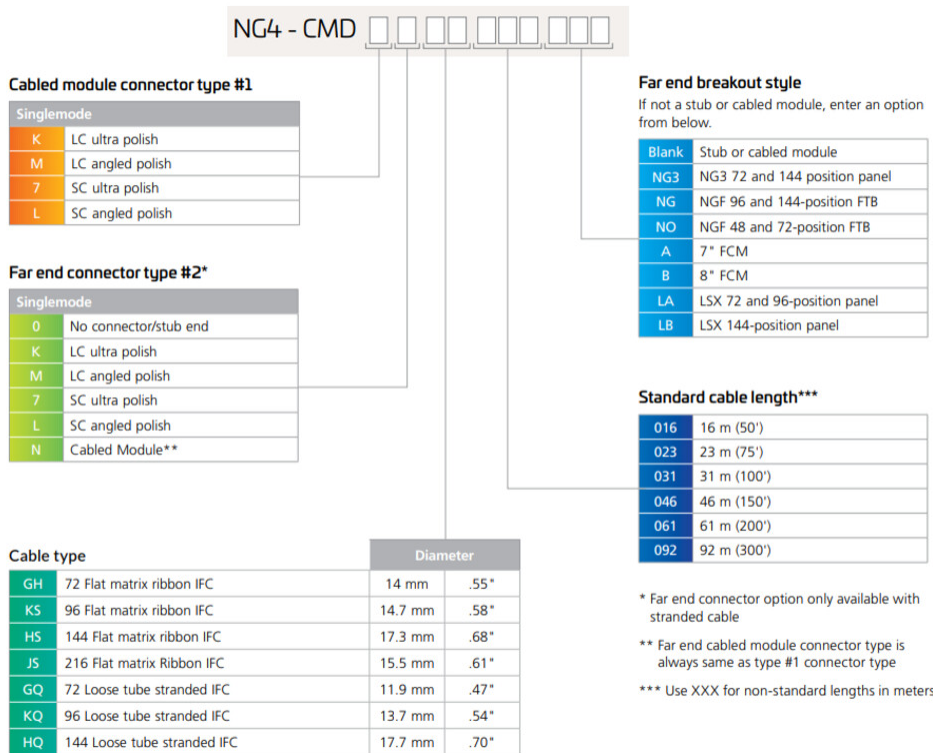 NG4 - CMD
Cabled module connector type #1
Singlemode
K LC ultra polish
M LC angled polish
7 SC ultra polish
L SC angled polish
Far end connector type #2*
Singlemode
0 No connector/stub end
K LC ultra polish
M LC angled polish
7 SC ultra polish
L SC angled polish
N Cabled Module**
Cable type Diameter
GH 72 Flat matrix ribbon IFC 14 mm .55"
KS 96 Flat matrix ribbon IFC 14.7 mm .58"
HS 144 Flat matrix ribbon IFC 17.3 mm .68"
JS 216 Flat matrix Ribbon IFC 15.5 mm .61"
GQ 72 Loose tube stranded IFC 11.9 mm .47"
KQ 96 Loose tube stranded IFC 13.7 mm .54"
HQ 144 Loose tube stranded IFC 17.7 mm .70"
Far end breakout style
If not a stub or cabled module, enter an option
from below.
Blank Stub or cabled module
NG3 NG3 72 and 144 position panel
NG NGF 96 and 144-position FTB
NO NGF 48 and 72-position FTB
A 7" FCM
B 8" FCM
LA LSX 72 and 96-position panel
LB LSX 144-position panel
Standard cable length***
016 16 m (50')
023 23 m (75')
031 31 m (100')
046 46 m (150')
061 61 m (200')
092 92 m (300')
* Far end connector option only available with
stranded cable
** Far end cabled module connector type is
always same as type #1 connector type
*** Use XXX for non-standard lengths in meters